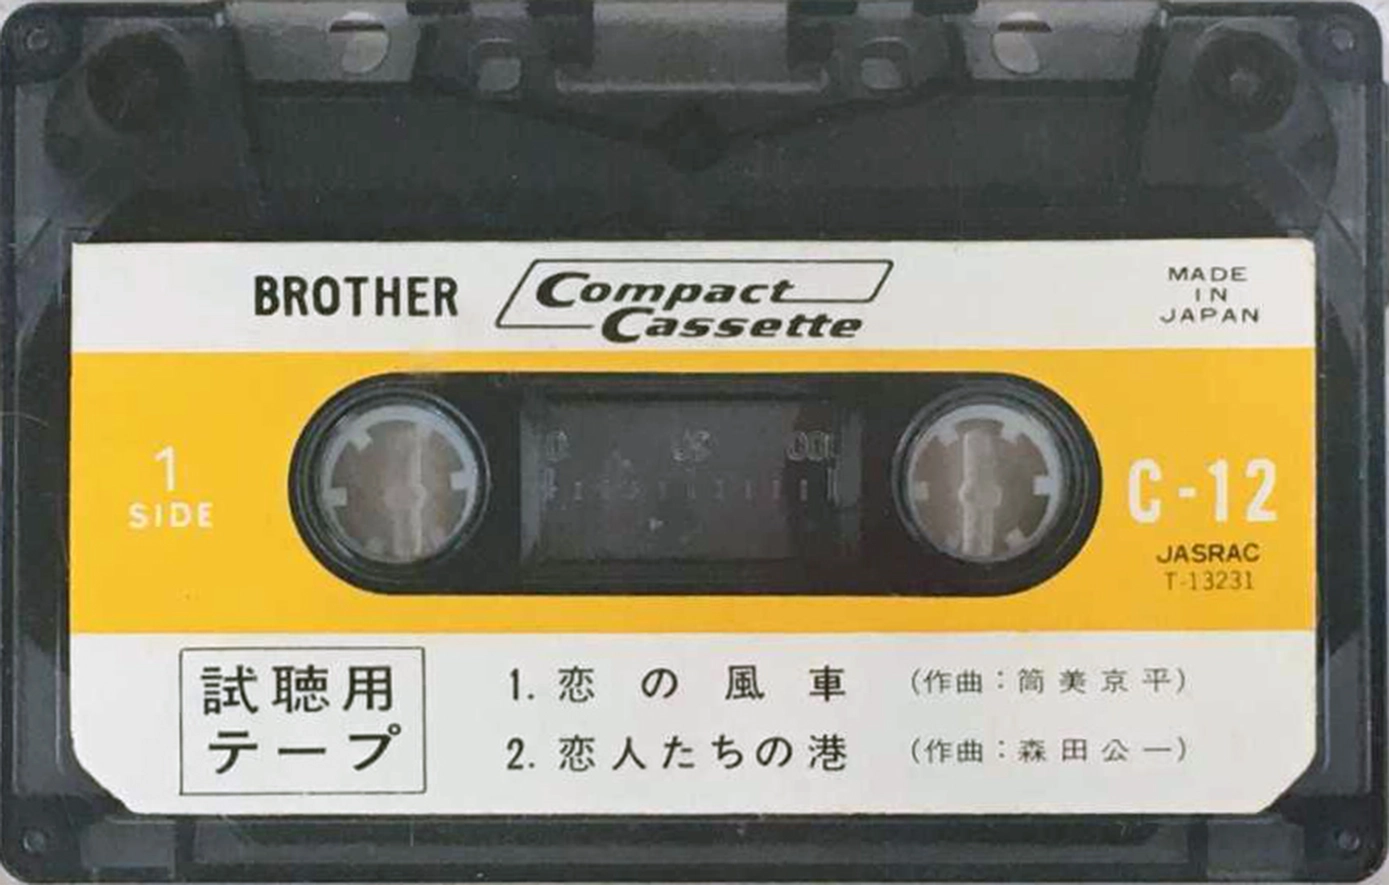 BROTHER
Compact
Cassette
MADE
IN
JAPAN
1
SIDE
C-12
JASRAC
T-13231
試聴用
テープ
1. 恋の風車 (作曲:筒美京平)
2. 恋人たちの港 (作曲:森田公一)